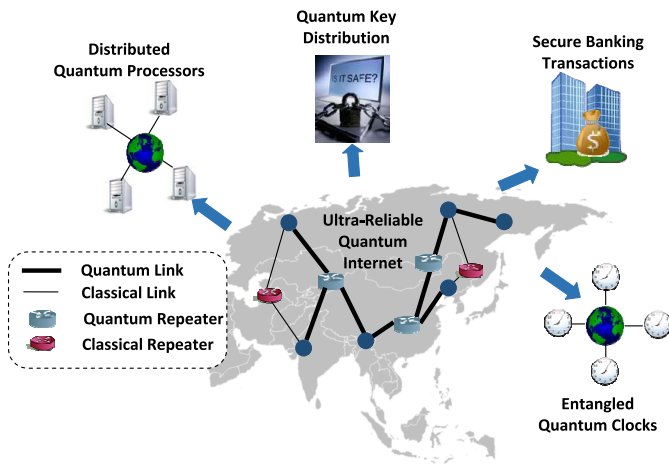 Quantum Key
Distribution
Distributed
Quantum Processors
Secure Banking
Transactions
IS IT SAFE?
$
Ultra-Reliable
Quantum
Internet
Quantum Link
Classical Link
Quantum Repeater
Classical Repeater
Entangled
Quantum Clocks